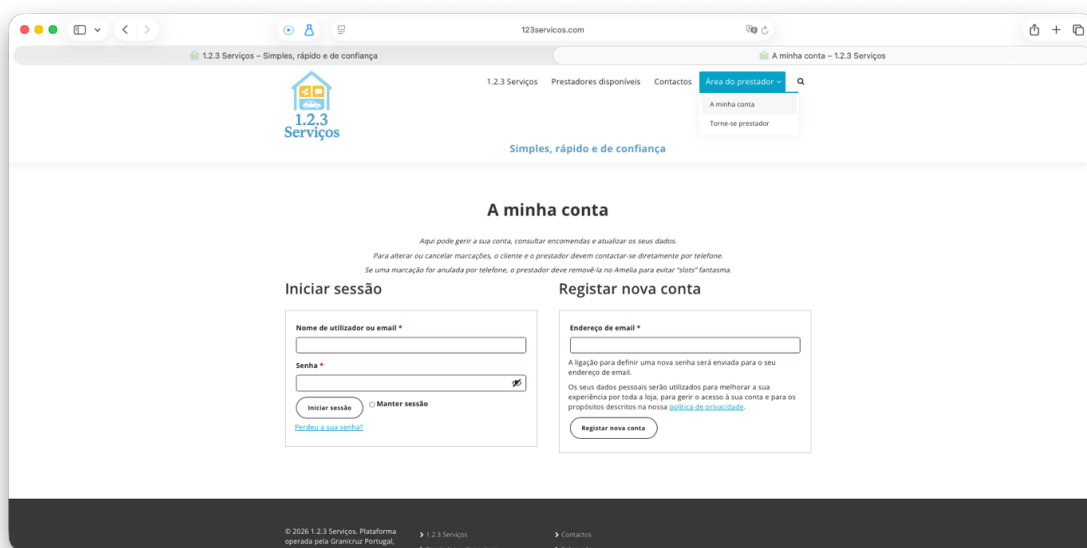 123servicos.com
1.2.3 Serviços – Simples, rápido e de confiança
A minha conta – 1.2.3 Serviços
1.2.3 Serviços
1.2.3 Serviços
Prestadores disponíveis
Contactos
Área do prestador
A minha conta
Torne-se prestador
Simples, rápido e de confiança
A minha conta
Aqui pode gerir a sua conta, consultar encomendas e atualizar os seus dados.
Para alterar ou cancelar marcações, o cliente e o prestador devem contactar-se diretamente por telefone.
Se uma marcação for anulada por telefone, o prestador deve removê-la no Amelia para evitar “slots” fantasma.
Iniciar sessão
Nome de utilizador ou email *
Senha *
Iniciar sessão
Manter sessão
Perdeu a sua senha?
Registar nova conta
Endereço de email *
A ligação para definir uma nova senha será enviada para o seu
endereço de email.
Os seus dados pessoais serão utilizados para melhorar a sua
experiência por toda a loja, para gerir o acesso à sua conta e para os
propósitos descritos na nossa política de privacidade.
Registar nova conta
© 2026 1.2.3 Serviços. Plataforma
operada pela Granicruz Portugal,
1.2.3 Serviços
Contactos